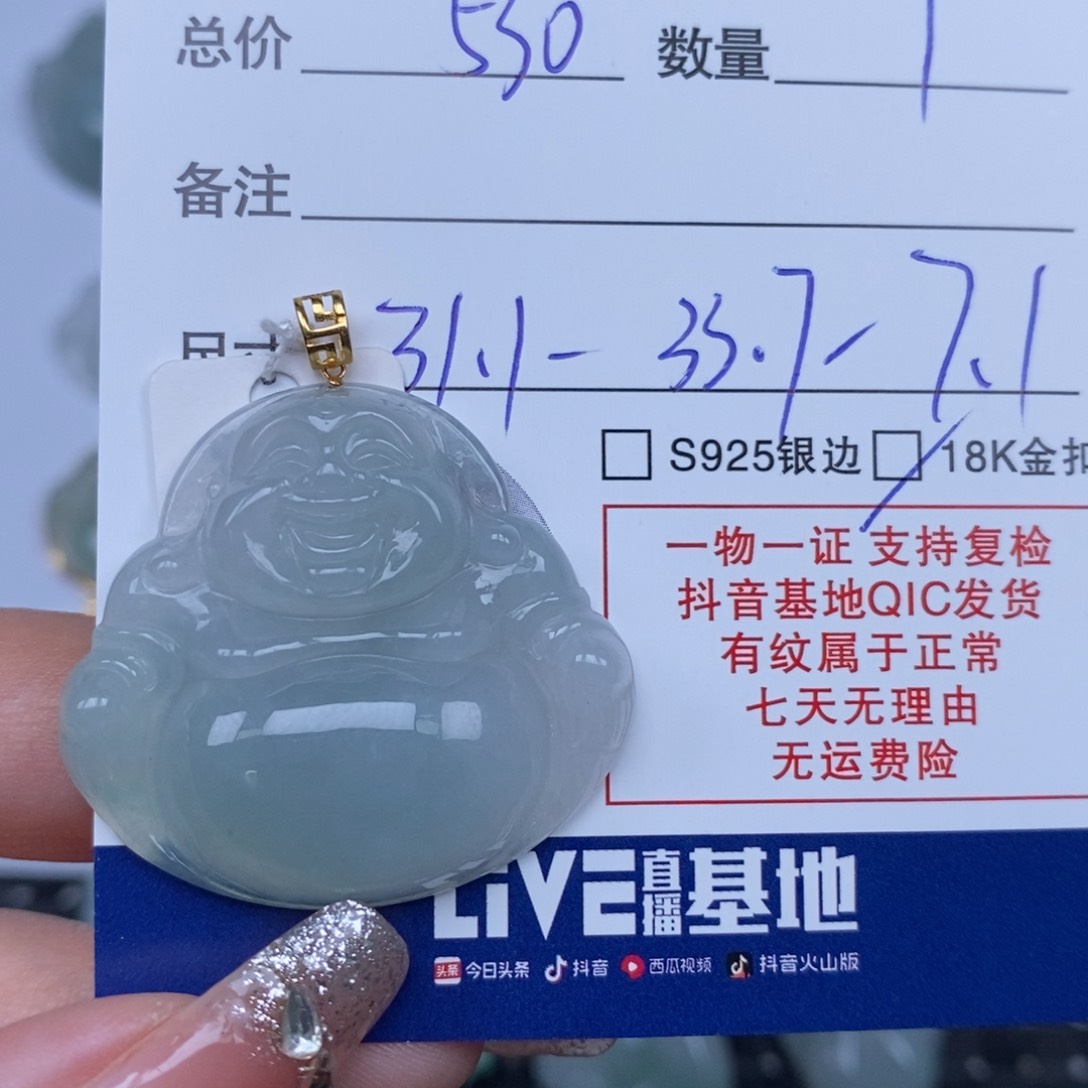 总价 530 数量 1
备注
尺寸 31.1-33.7-7.1
S925银边 18K金扣
一物一证 支持复检
抖音基地QIC发货
有纹属于正常
七天无理由
无运费险
LIVE直播基地
头条 今日头条 抖音 西瓜视频 抖音火山版